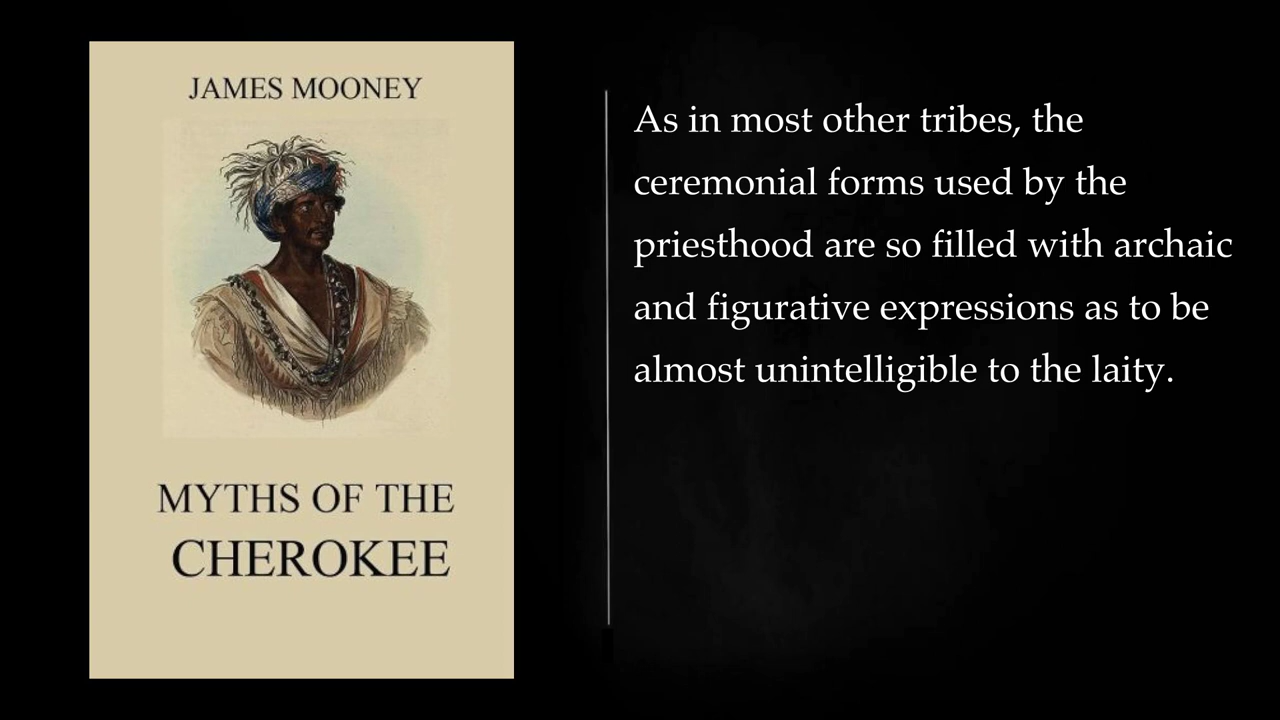 JAMES MOONEY
MYTHS OF THE
CHEROKEE
As in most other tribes, the
ceremonial forms used by the
priesthood are so filled with archaic
and figurative expressions as to be
almost unintelligible to the laity.